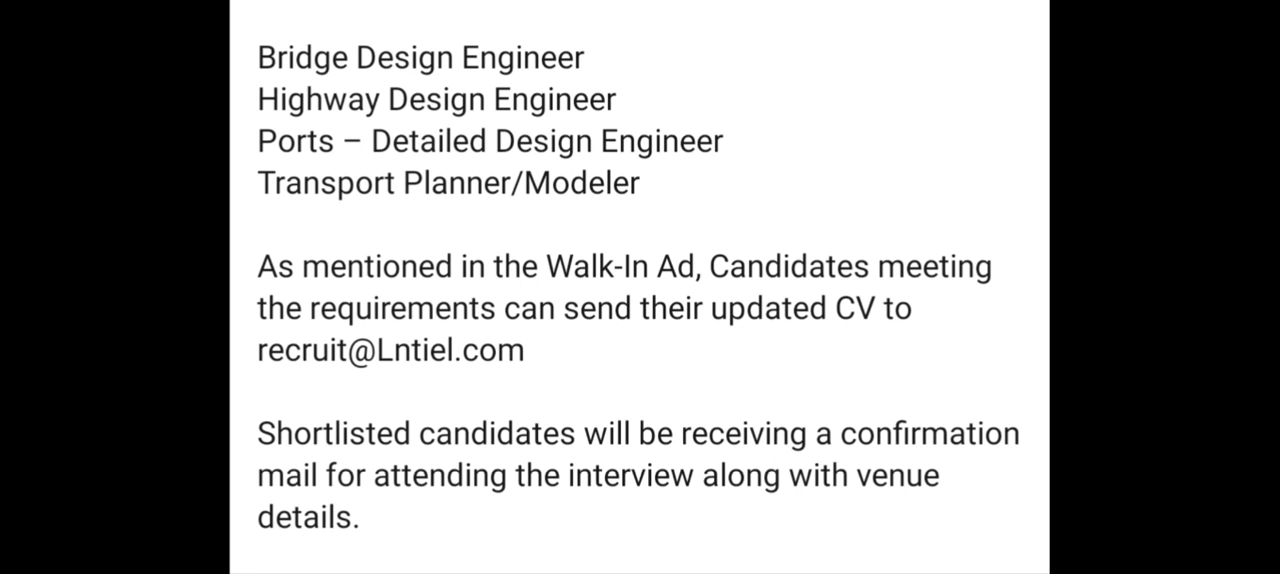 Bridge Design Engineer
Highway Design Engineer
Ports – Detailed Design Engineer
Transport Planner/Modeler
As mentioned in the Walk-In Ad, Candidates meeting
the requirements can send their updated CV to
recruit@Lntiel.com
Shortlisted candidates will be receiving a confirmation
mail for attending the interview along with venue
details.